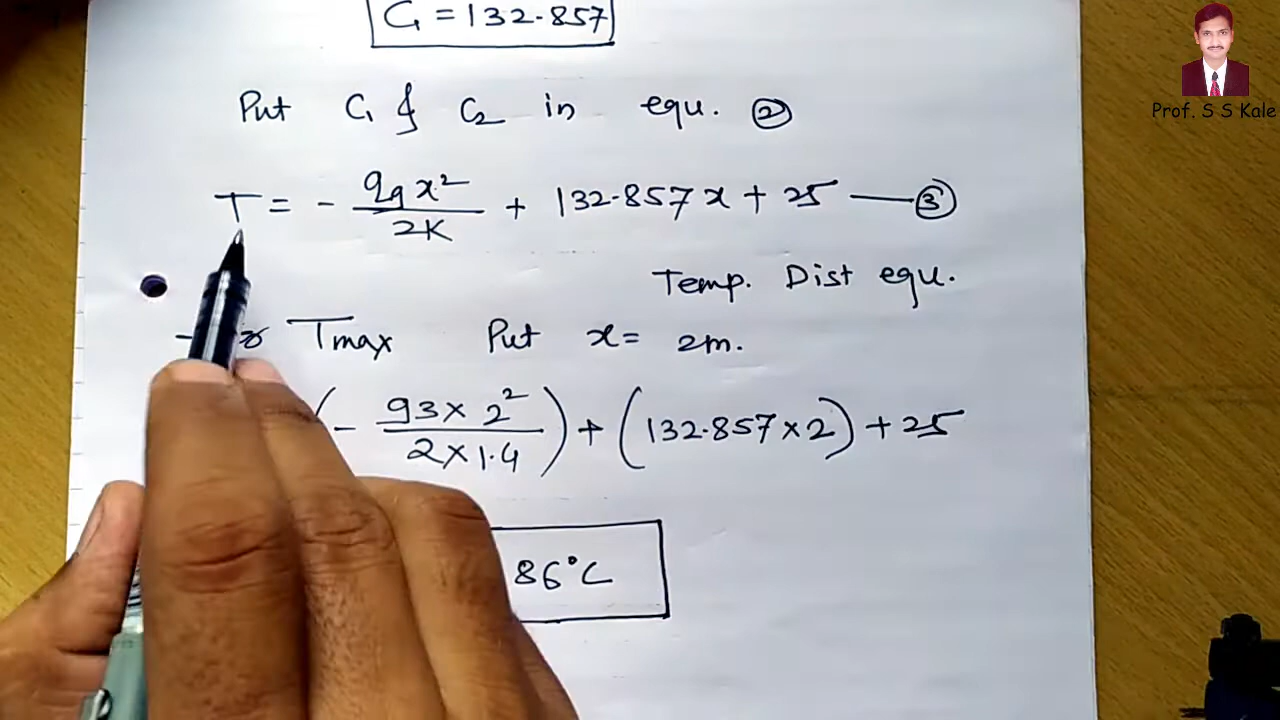 C₁ = 132.857
Prof. S S Kale
Put C₁ & C₂ in equ. ②
T = - qg x² / 2K + 132.857 x + 25 — ③
Temp. Dist equ.
Tmax Put x = 2m.
( - 93 × 2² / 2 × 1.4 ) + ( 132.857 × 2 ) + 25
86°C